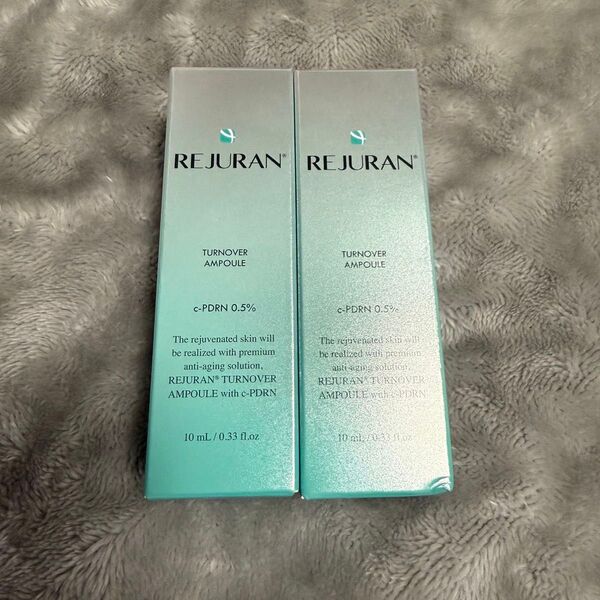 REJURAN®
TURNOVER
AMPOULE
c-PDRN 0.5%
The rejuvenated skin will
be realized with premium
anti-aging solution,
REJURAN® TURNOVER
AMPOULE with c-PDRN
10 mL / 0.33 fl.oz
REJURAN®
TURNOVER
AMPOULE
c-PDRN 0.5%
The rejuvenated skin will
be realized with premium
anti-aging solution,
REJURAN® TURNOVER
AMPOULE with c-PDRN
10 mL / 0.33 fl.oz